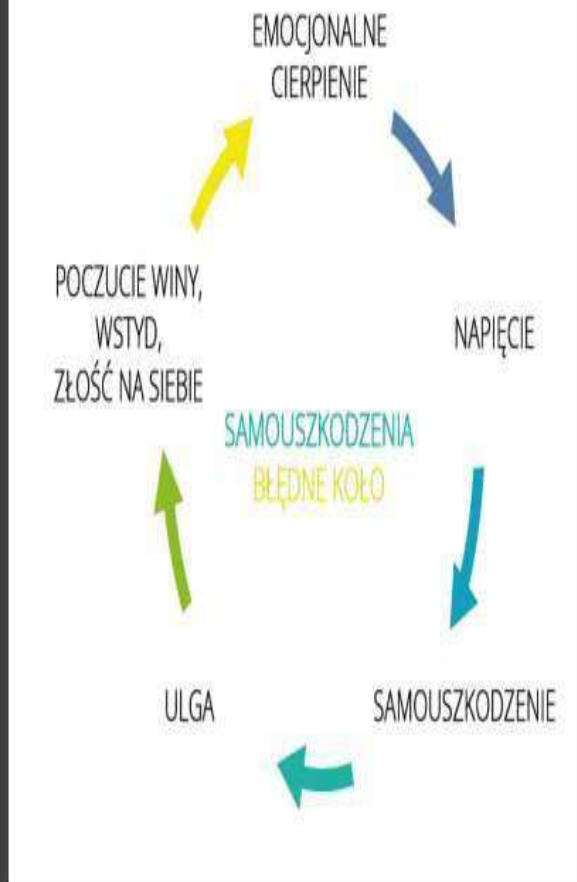 EMOCJONALNE
CIERPIENIE
NAPIĘCIE
SAMOUSZKODZENIE
ULGA
POCZUCIE WINY,
WSTYD,
ZŁOŚĆ NA SIEBIE
SAMOUSZKODZENIA
BŁĘDNE KOŁO